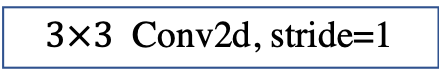 3×3 Conv2d, stride=1